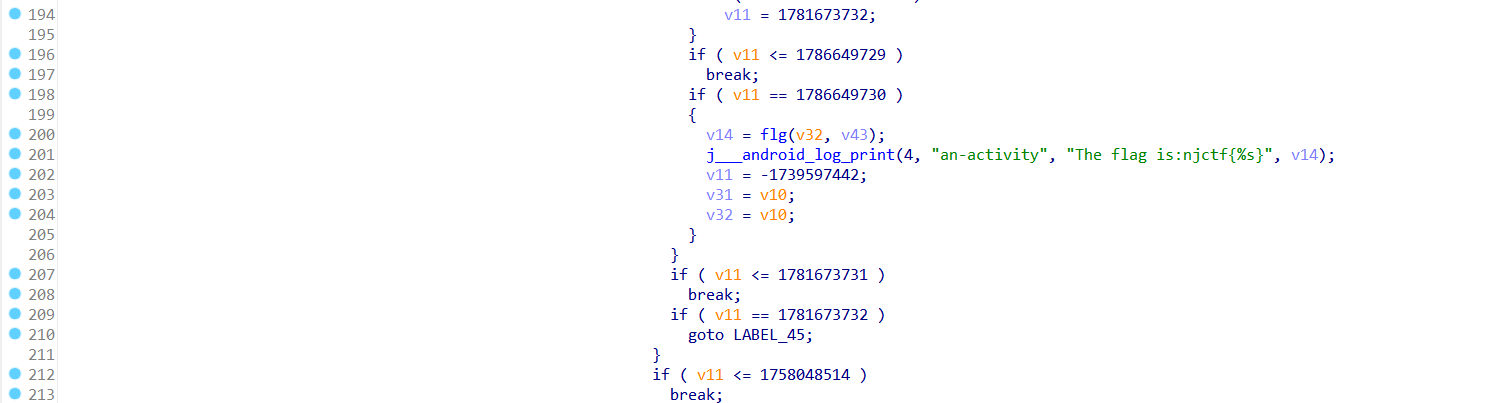 194 v11 = 1781673732;
195 }
196 if ( v11 <= 1786649729 )
197 break;
198 if ( v11 == 1786649730 )
199 {
200 v14 = flg(v32, v43);
201 j___android_log_print(4, "an-activity", "The flag is:njctf{%s}", v14);
202 v11 = -1739597442;
203 v31 = v10;
204 v32 = v10;
205 }
206 }
207 if ( v11 <= 1781673731 )
208 break;
209 if ( v11 == 1781673732 )
210 goto LABEL_45;
211 }
212 if ( v11 <= 1758048514 )
213 break;